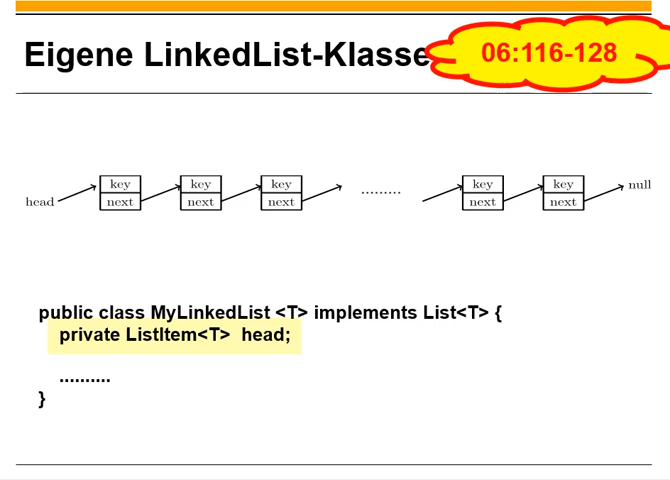 Eigene LinkedList-Klasse
06:116-128
key key key key key null
head next next next ......... next next
public class MyLinkedList <T> implements List<T> {
private ListItem<T> head;
..........
}